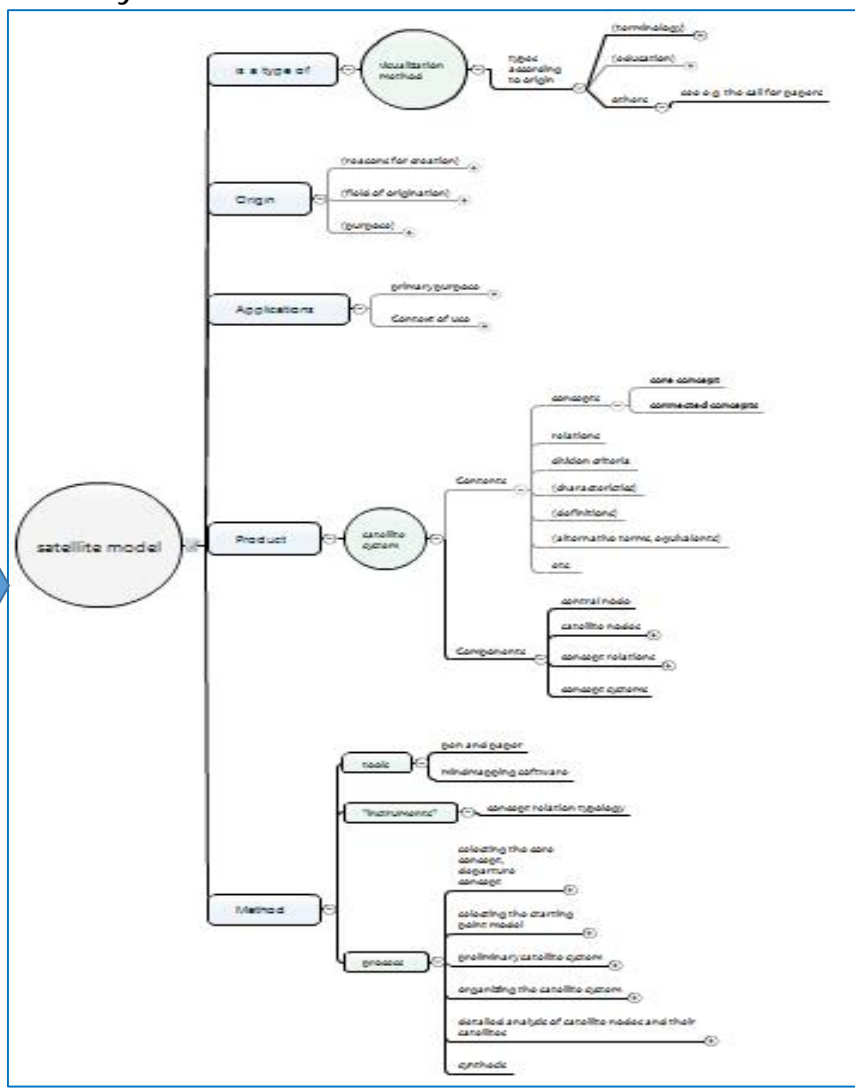 satellite model
is a type of
visualization
method
types
according
to origin
(terminology)
(education)
others
see e.g. the call for papers
Origin
(reasons for creation)
(field of origination)
(purpose)
Applications
primary purpose
Context of use
Product
satellite
system
Contents
concepts
core concept
connected concepts
relations
division criteria
(characteristics)
(definitions)
(alternative terms, equivalents)
etc
Components
central node
satellite nodes
concept relations
concept systems
Method
tools
pen and paper
mindmapping software
"instruments"
concept relation typology
process
selecting the core
concept,
departure
concept
selecting the starting
point model
preliminary satellite system
organizing the satellite system
detailed analysis of satellite nodes and their
satellites
synthesis